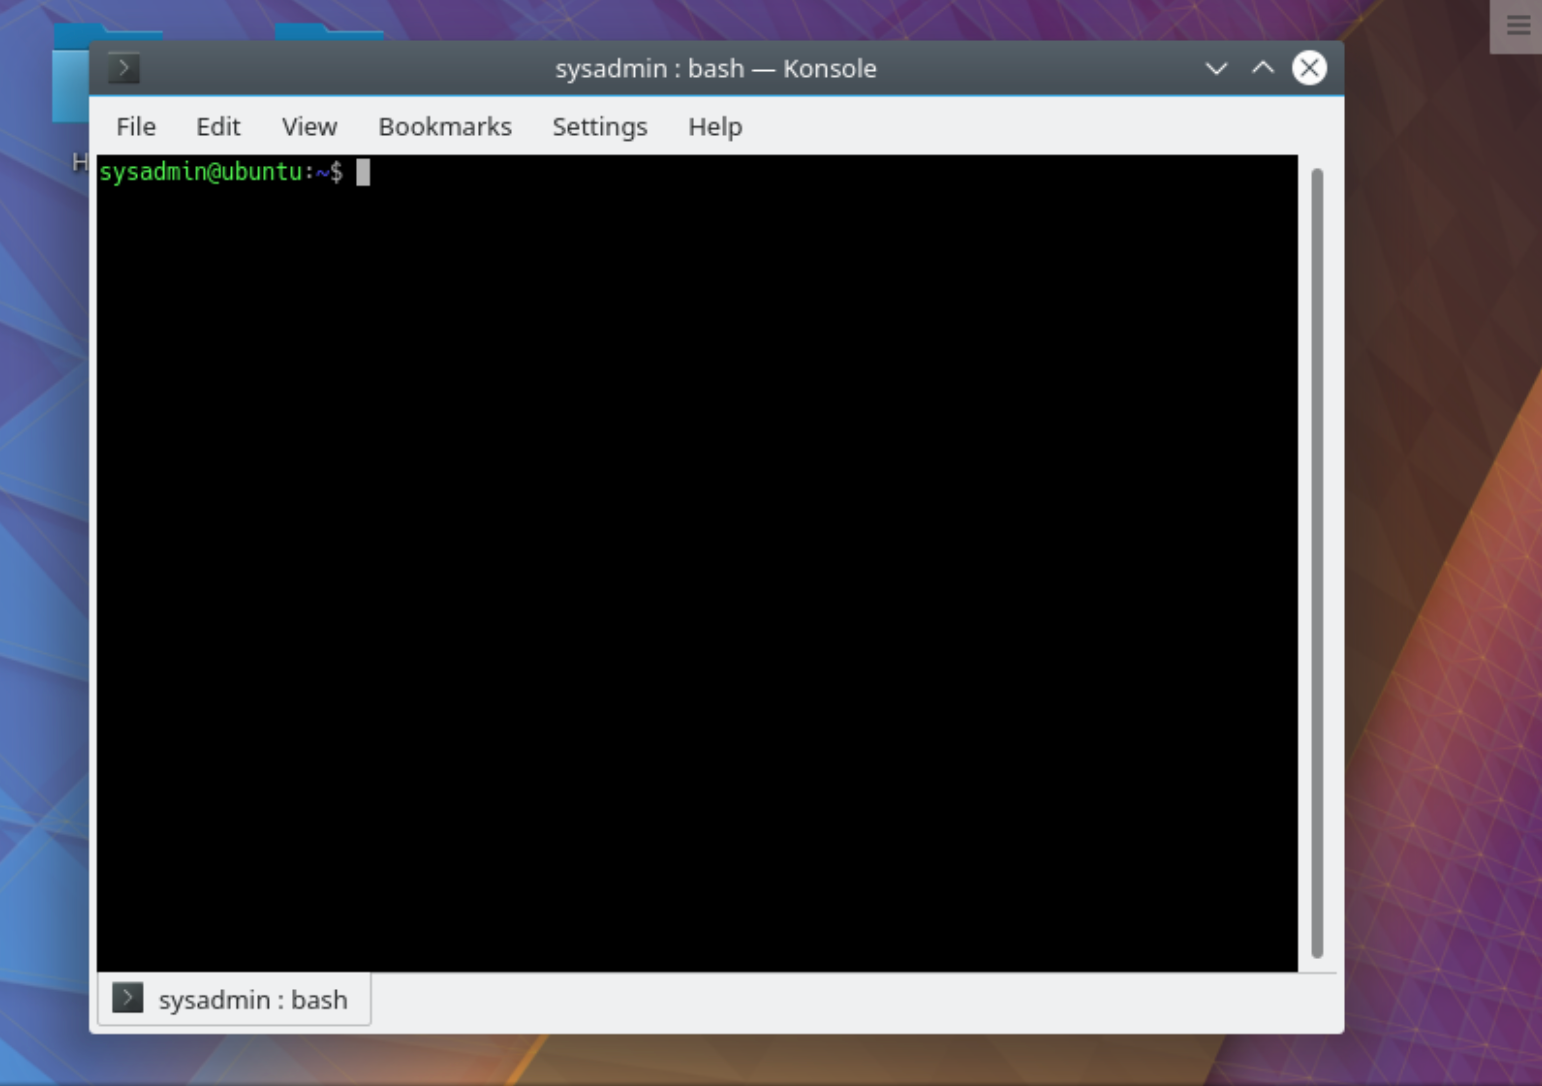 sysadmin : bash — Konsole
File Edit View Bookmarks Settings Help
sysadmin@ubuntu:~$
sysadmin : bash